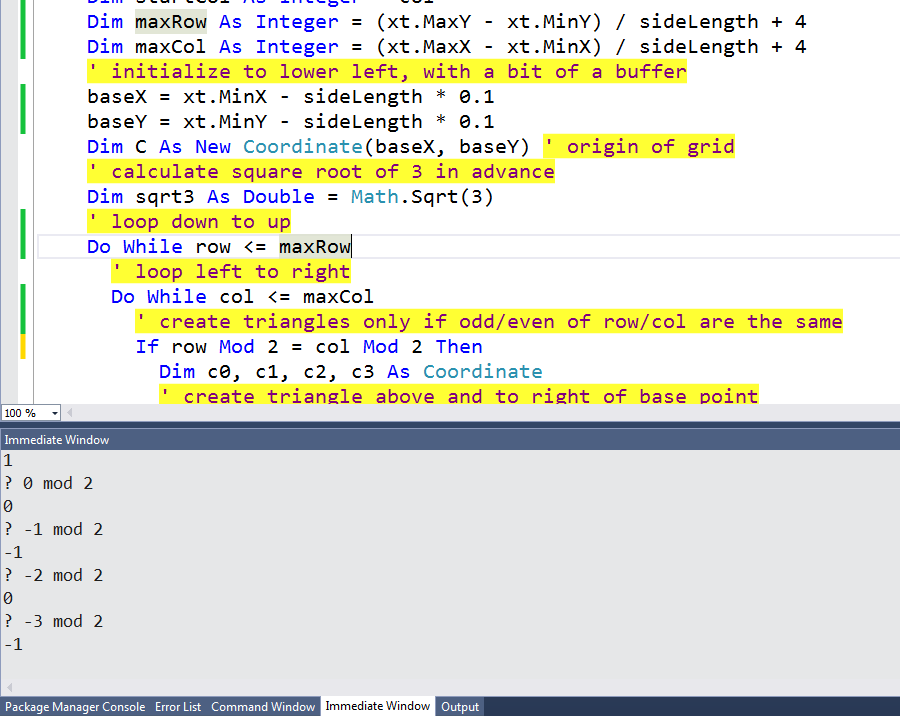 Dim startCol As Integer = col
Dim maxRow As Integer = (xt.MaxY - xt.MinY) / sideLength + 4
Dim maxCol As Integer = (xt.MaxX - xt.MinX) / sideLength + 4
' initialize to lower left, with a bit of a buffer
baseX = xt.MinX - sideLength * 0.1
baseY = xt.MinY - sideLength * 0.1
Dim C As New Coordinate(baseX, baseY) ' origin of grid
' calculate square root of 3 in advance
Dim sqrt3 As Double = Math.Sqrt(3)
' loop down to up
Do While row <= maxRow
' loop left to right
Do While col <= maxCol
' create triangles only if odd/even of row/col are the same
If row Mod 2 = col Mod 2 Then
Dim c0, c1, c2, c3 As Coordinate
' create triangle above and to right of base point
100 %
Immediate Window
1
? 0 mod 2
0
? -1 mod 2
-1
? -2 mod 2
0
? -3 mod 2
-1
Package Manager Console Error List Command Window Immediate Window Output